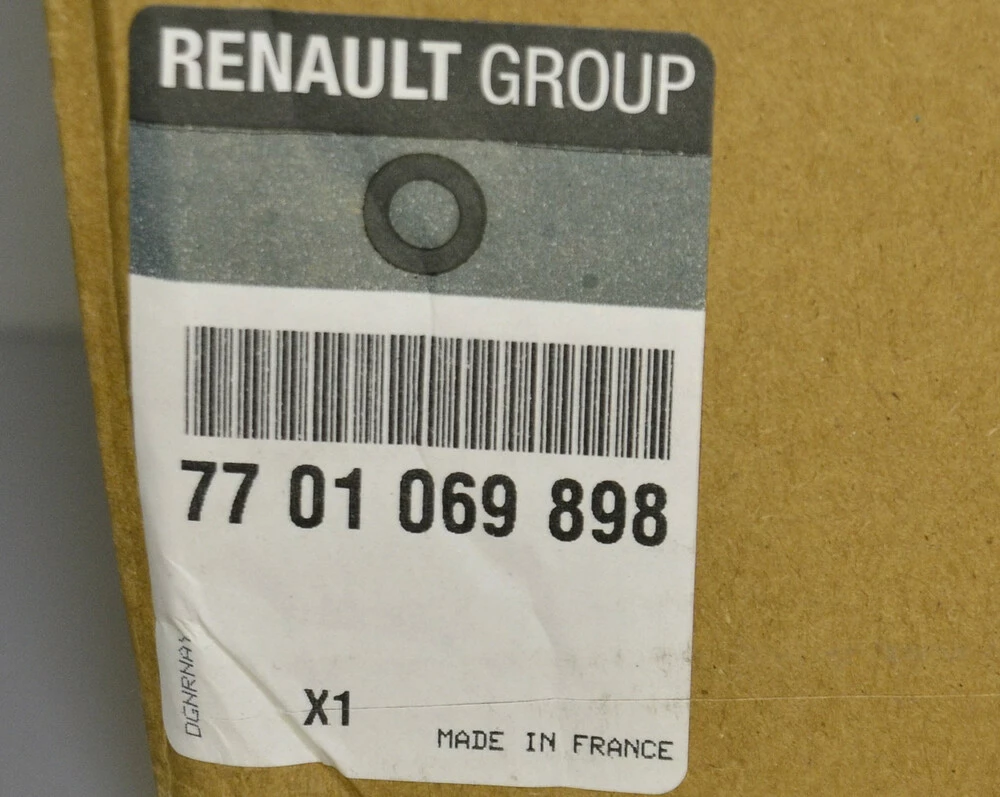 RENAULT GROUP
77 01 069 898
DGNRNAY
X1
MADE IN FRANCE